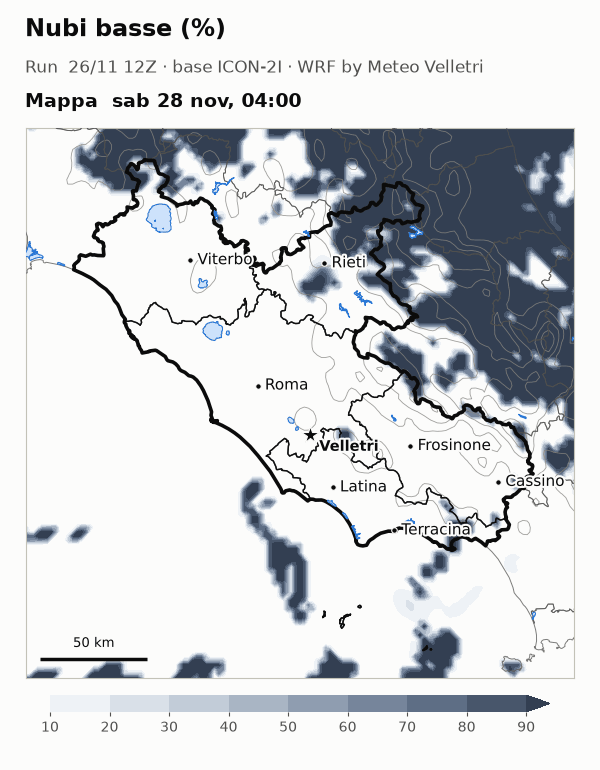 Nubi basse (%)
Run  26/11 12Z · base ICON-2I · WRF by Meteo Velletri
Mappa  sab 28 nov, 04:00
Viterbo
Rieti
Roma
Velletri
Frosinone
Latina
Cassino
Terracina
50 km
10 20 30 40 50 60 70 80 90